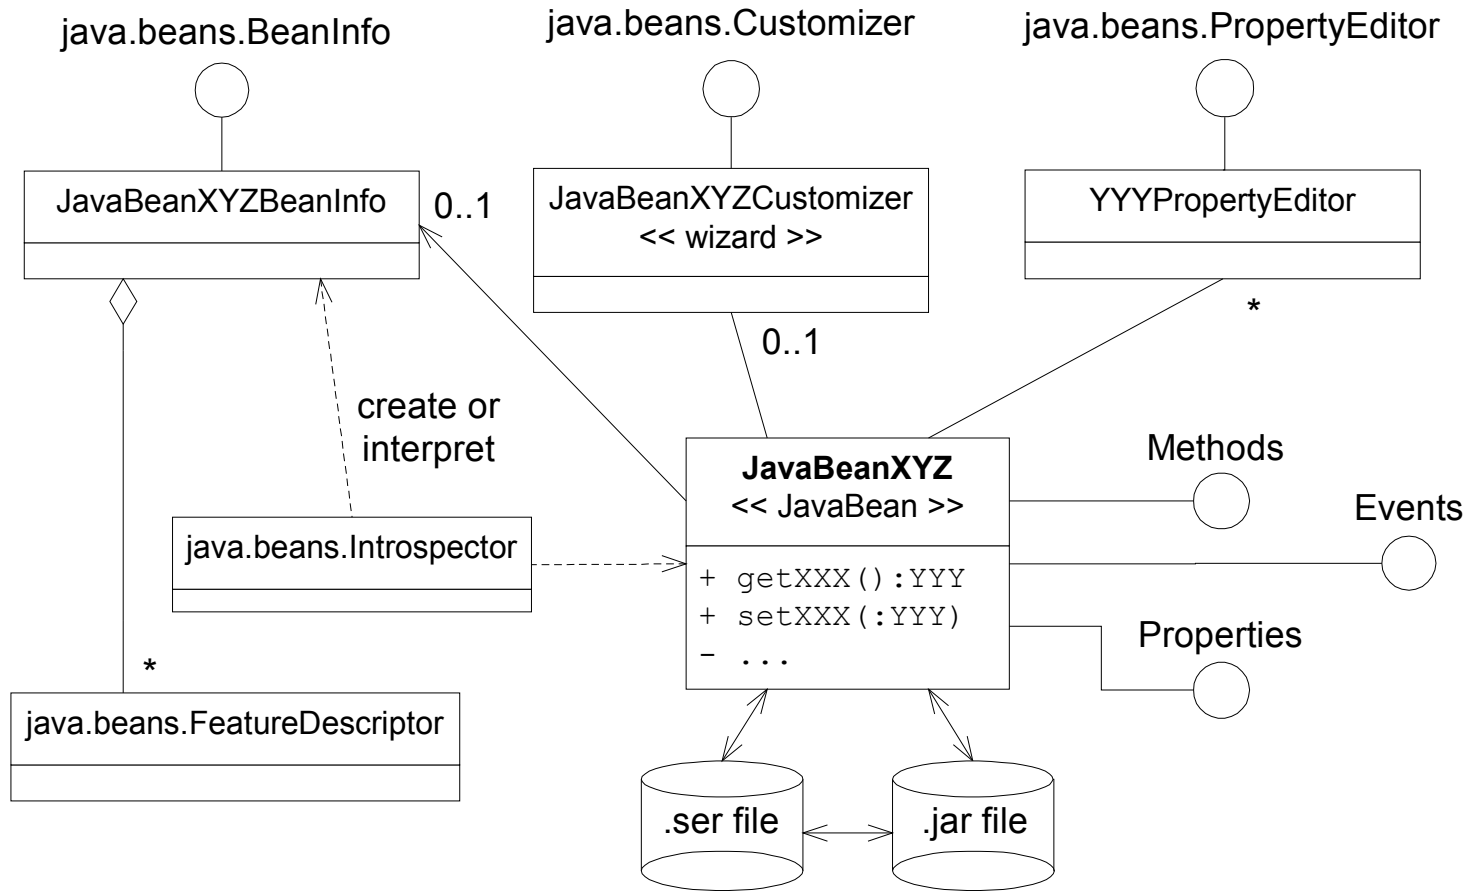 java.beans.BeanInfo
java.beans.Customizer
java.beans.PropertyEditor
JavaBeanXYZBeanInfo
0..1
JavaBeanXYZCustomizer
<< wizard >>
YYYPropertyEditor
0..1
*
create or
interpret
JavaBeanXYZ
<< JavaBean >>
Methods
Events
java.beans.Introspector
+ getXXX():YYY
+ setXXX(:YYY)
- ...
Properties
*
java.beans.FeatureDescriptor
.ser file
.jar file